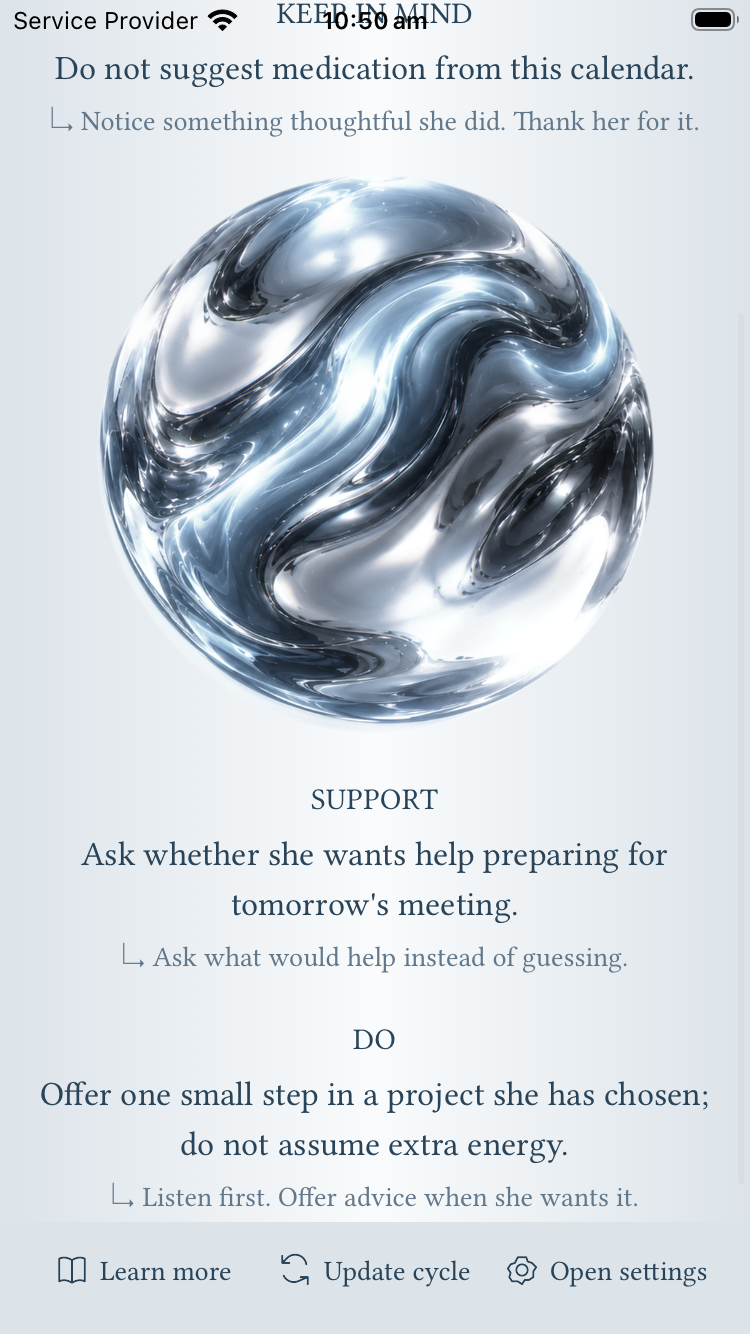 Service Provider 10:50 am
KEEP IN MIND
Do not suggest medication from this calendar.
Notice something thoughtful she did. Thank her for it.
SUPPORT
Ask whether she wants help preparing for
tomorrow's meeting.
Ask what would help instead of guessing.
DO
Offer one small step in a project she has chosen;
do not assume extra energy.
Listen first. Offer advice when she wants it.
Learn more Update cycle Open settings